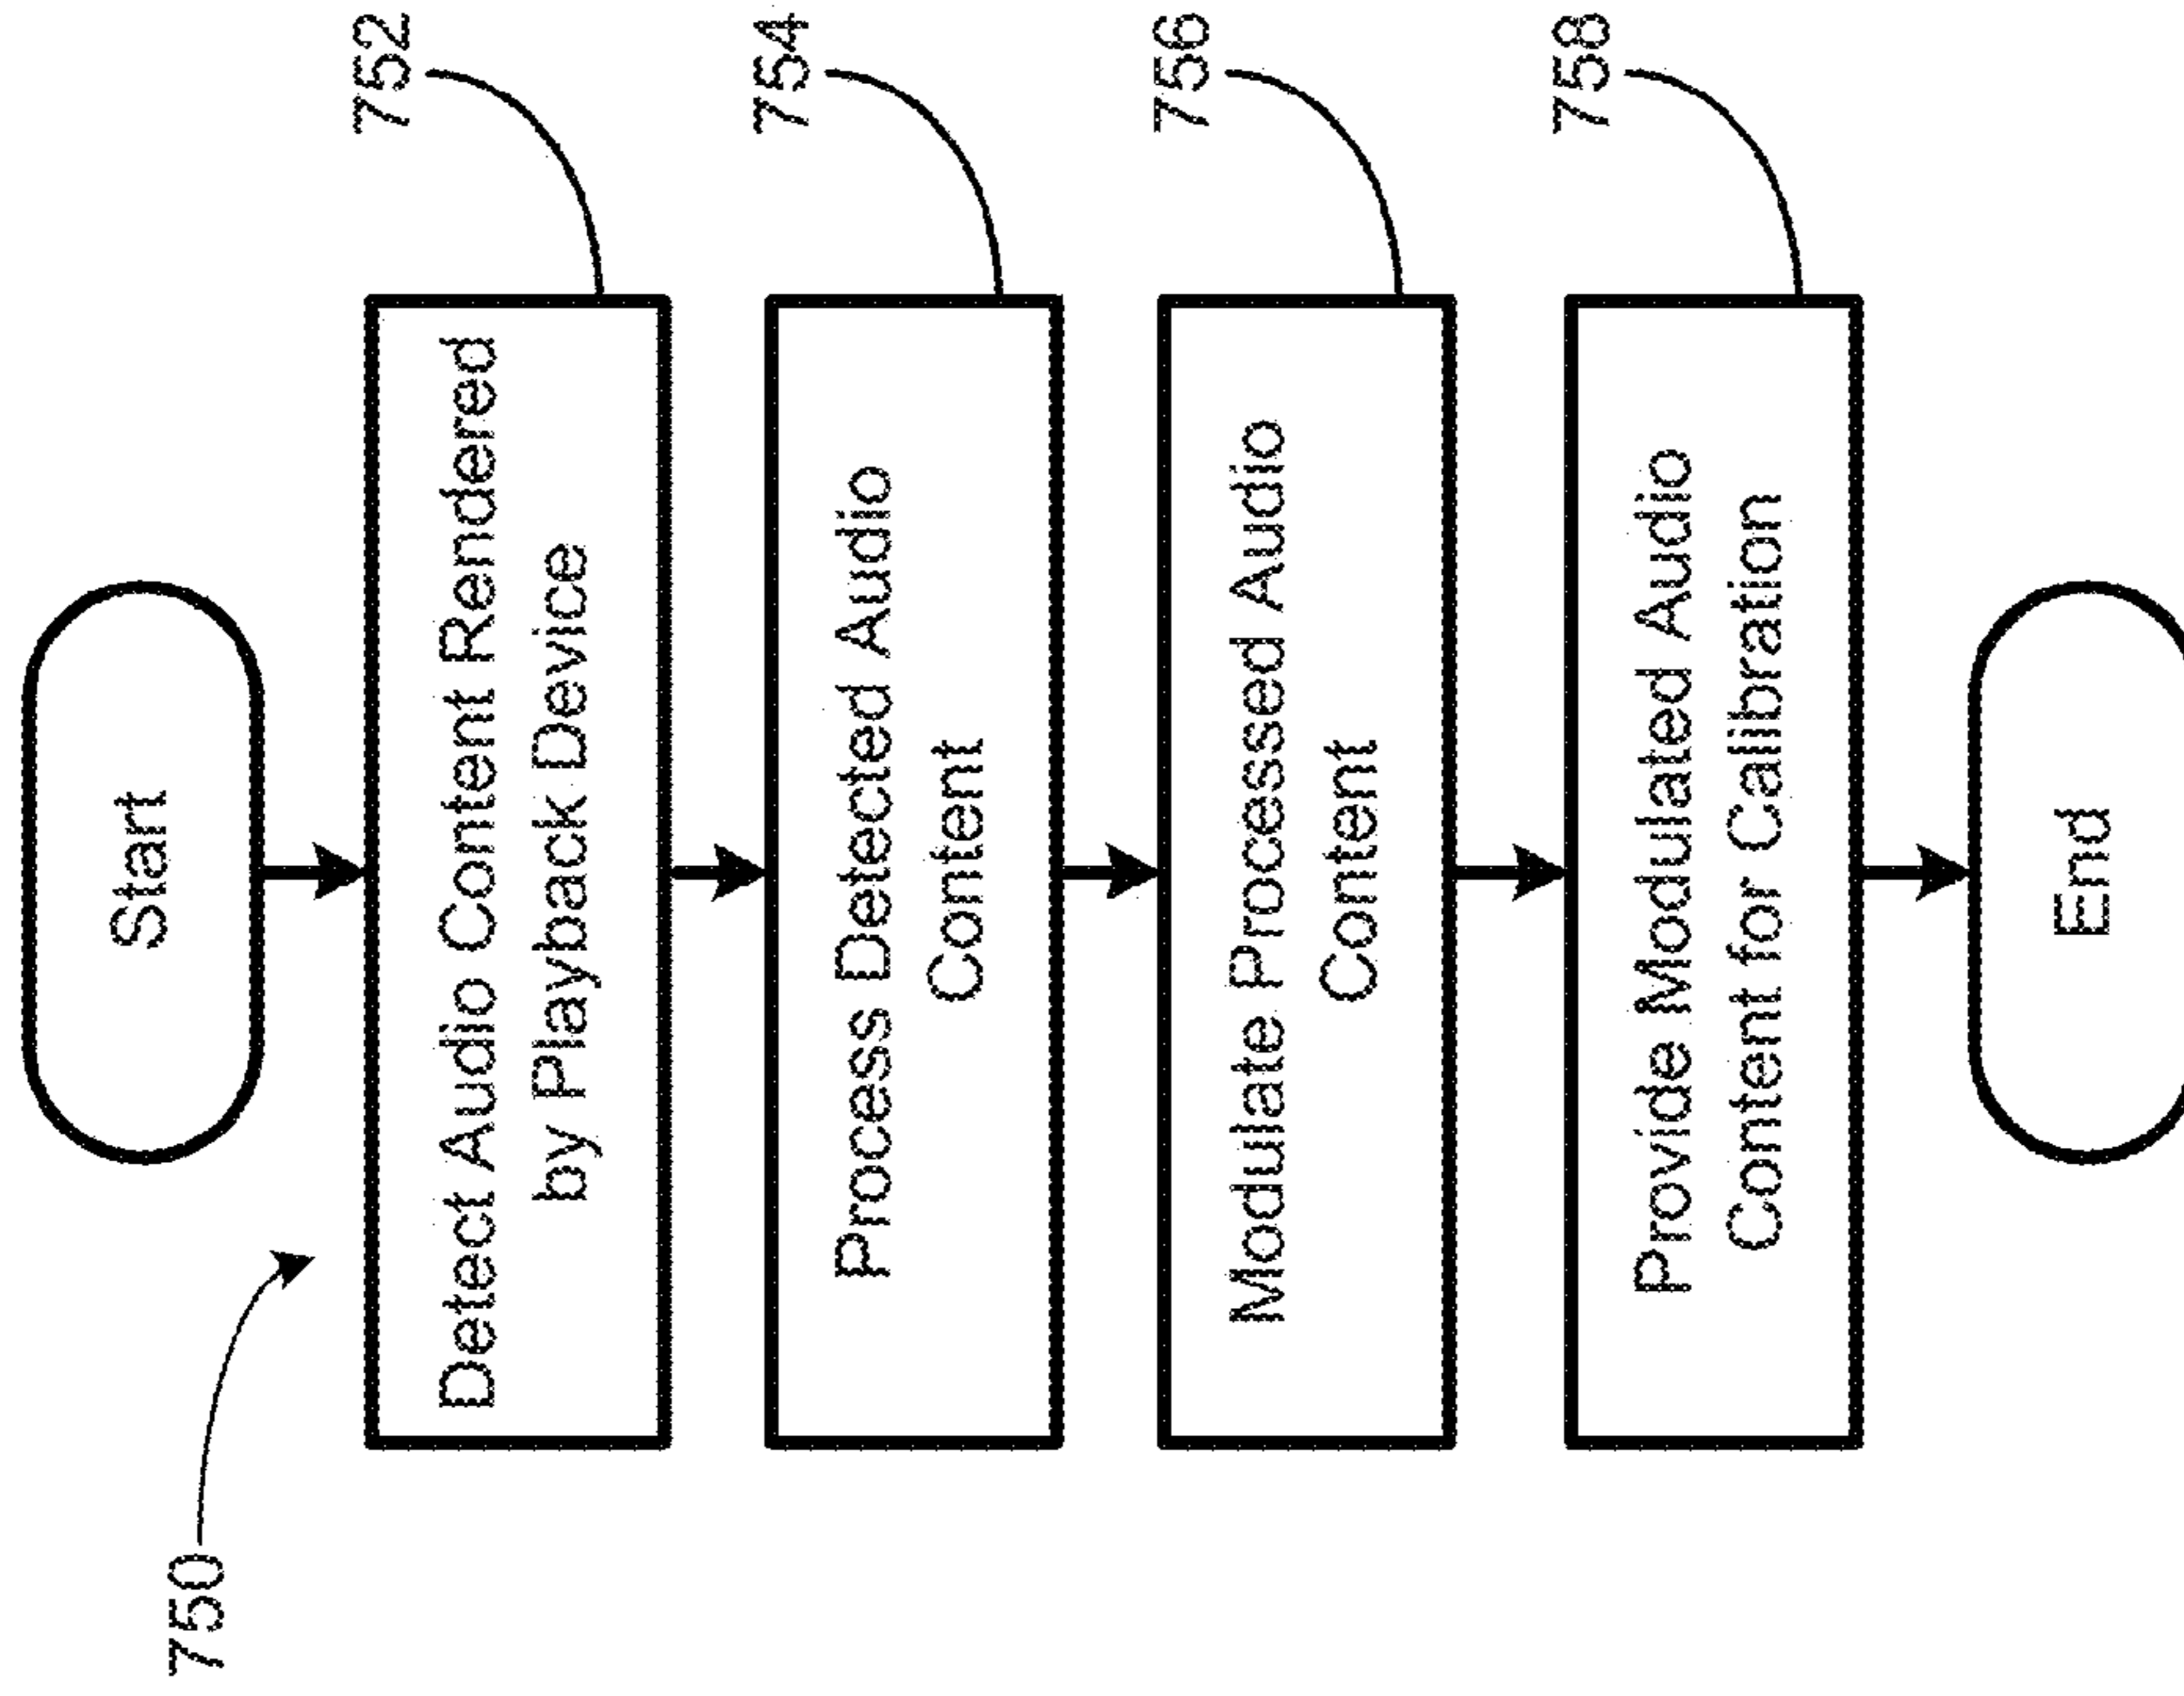 750
Start
Detect Audio Content Rendered
by Playback Device
752
Process Detected Audio
Content
754
Modulate Processed Audio
Content
756
Provide Modulated Audio
Content for Calibration
758
End